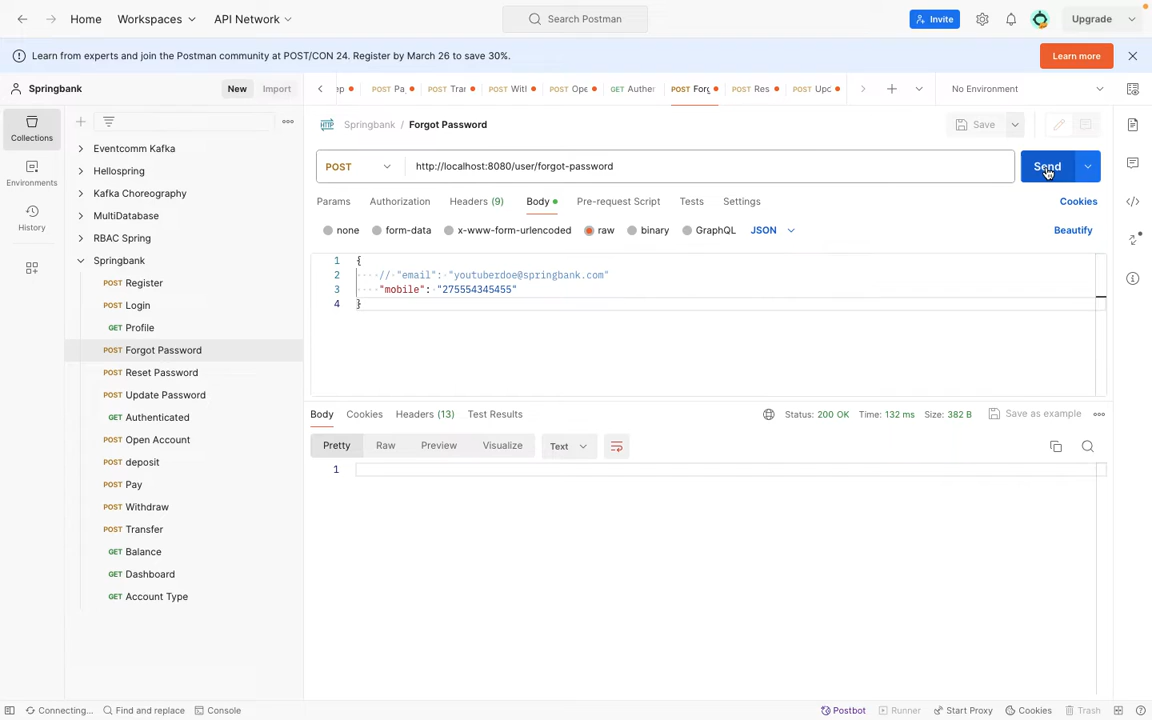 Home Workspaces API Network Search Postman Invite Upgrade
Learn from experts and join the Postman community at POST/CON 24. Register by March 26 to save 30%. Learn more
Springbank New Import
ep POST Pa POST Tra POST Witl POST Ope GET Auther POST Forg POST Res POST Upd No Environment
Collections
Environments
History
Eventcomm Kafka
Hellospring
Kafka Choreography
MultiDatabase
RBAC Spring
Springbank
POST Register
POST Login
GET Profile
POST Forgot Password
POST Reset Password
POST Update Password
GET Authenticated
POST Open Account
POST deposit
POST Pay
POST Withdraw
POST Transfer
GET Balance
GET Dashboard
GET Account Type
HTTP Springbank / Forgot Password Save
POST http://localhost:8080/user/forgot-password Send
Params Authorization Headers (9) Body Pre-request Script Tests Settings Cookies
none form-data x-www-form-urlencoded raw binary GraphQL JSON Beautify
1 {
2 // "email": "youtuberdoe@springbank.com"
3 "mobile": "275554345455"
4 }
Body Cookies Headers (13) Test Results Status: 200 OK Time: 132 ms Size: 382 B Save as example
Pretty Raw Preview Visualize Text
1
Connecting... Find and replace Console Postbot Runner Start Proxy Cookies Trash